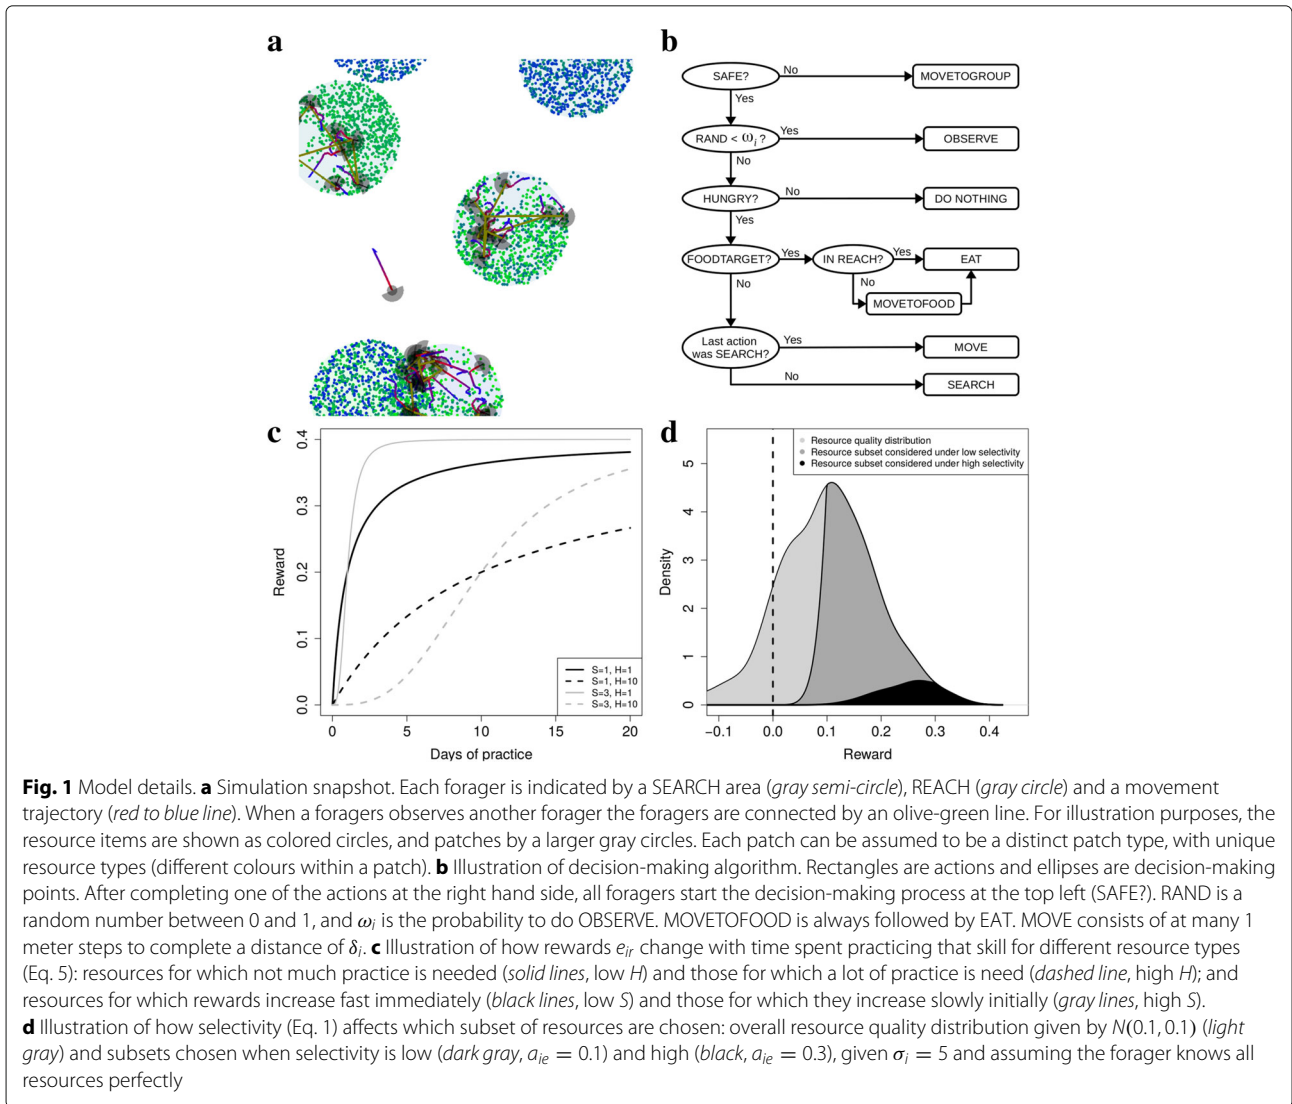 a
b
SAFE?
No
MOVETOGROUP
Yes
RAND < ωi ?
Yes
OBSERVE
No
HUNGRY?
No
DO NOTHING
Yes
FOODTARGET?
Yes
IN REACH?
Yes
EAT
No
No
MOVETOFOOD
Last action
was SEARCH?
Yes
MOVE
No
SEARCH
c
Reward
0.4
0.3
0.2
0.1
0.0
S=1, H=1
S=1, H=10
S=3, H=1
S=3, H=10
0 5 10 15 20
Days of practice
d
Density
5
4
3
2
1
0
Resource quality distribution
Resource subset considered under low selectivity
Resource subset considered under high selectivity
−0.1 0.0 0.1 0.2 0.3 0.4
Reward
Fig. 1 Model details. a Simulation snapshot. Each forager is indicated by a SEARCH area (gray semi-circle), REACH (gray circle) and a movement
trajectory (red to blue line). When a foragers observes another forager the foragers are connected by an olive-green line. For illustration purposes, the
resource items are shown as colored circles, and patches by a larger gray circles. Each patch can be assumed to be a distinct patch type, with unique
resource types (different colours within a patch). b Illustration of decision-making algorithm. Rectangles are actions and ellipses are decision-making
points. After completing one of the actions at the right hand side, all foragers start the decision-making process at the top left (SAFE?). RAND is a
random number between 0 and 1, and ωi is the probability to do OBSERVE. MOVETOFOOD is always followed by EAT. MOVE consists of at many 1
meter steps to complete a distance of δi. c Illustration of how rewards eir change with time spent practicing that skill for different resource types
(Eq. 5): resources for which not much practice is needed (solid lines, low H) and those for which a lot of practice is need (dashed line, high H); and
resources for which rewards increase fast immediately (black lines, low S) and those for which they increase slowly initially (gray lines, high S).
d Illustration of how selectivity (Eq. 1) affects which subset of resources are chosen: overall resource quality distribution given by N(0.1, 0.1) (light
gray) and subsets chosen when selectivity is low (dark gray, aie = 0.1) and high (black, aie = 0.3), given σi = 5 and assuming the forager knows all
resources perfectly